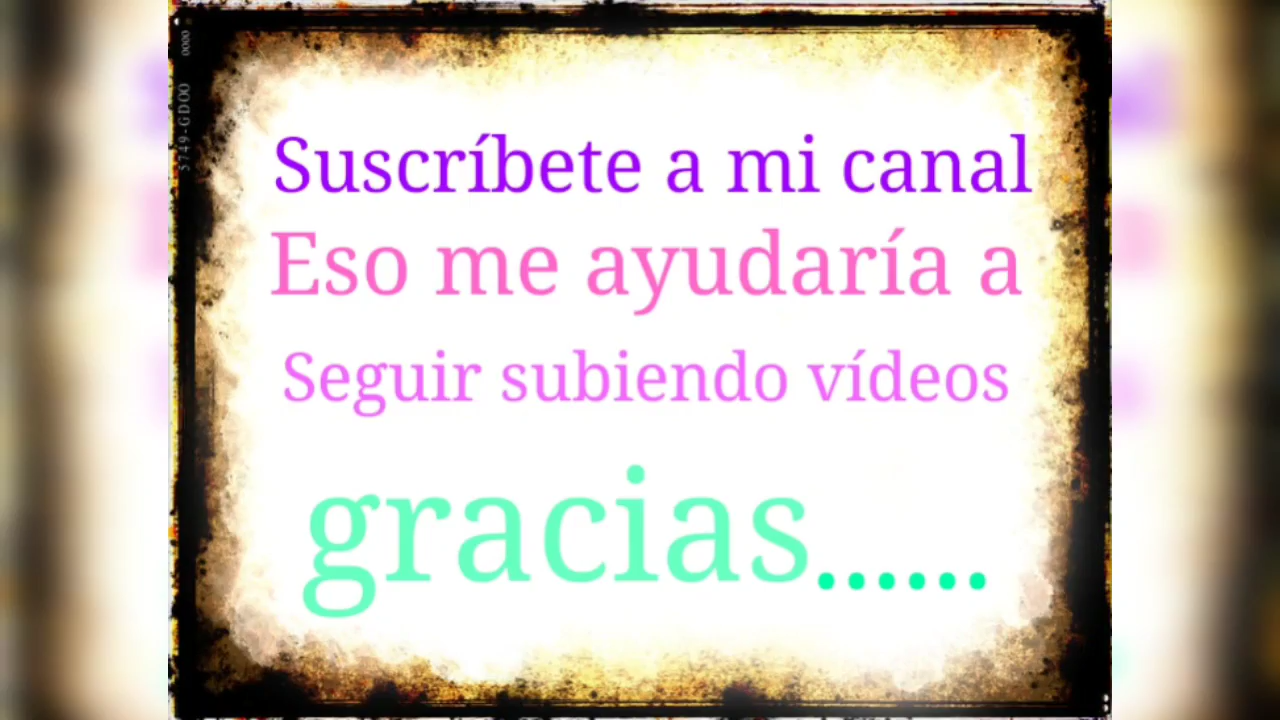 Suscríbete a mi canal
Eso me ayudaría a
Seguir subiendo vídeos
gracias......